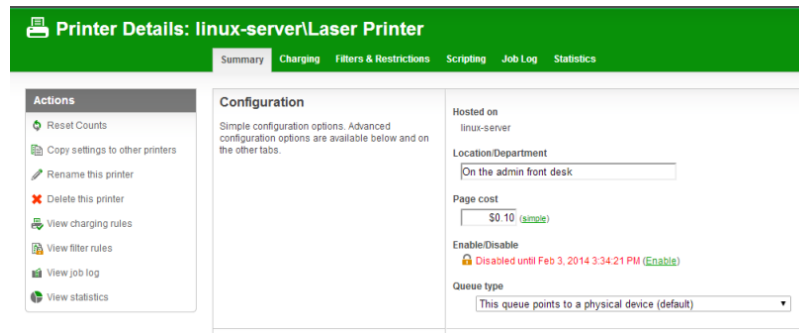 Printer Details: linux-server\Laser Printer
Summary Charging Filters & Restrictions Scripting Job Log Statistics
Actions
Reset Counts
Copy settings to other printers
Rename this printer
Delete this printer
View charging rules
View filter rules
View job log
View statistics
Configuration
Simple configuration options. Advanced
configuration options are available below and on
the other tabs.
Hosted on
linux-server
Location/Department
On the admin front desk
Page cost
$0.10 (simple)
Enable/Disable
Disabled until Feb 3, 2014 3:34:21 PM (Enable)
Queue type
This queue points to a physical device (default)